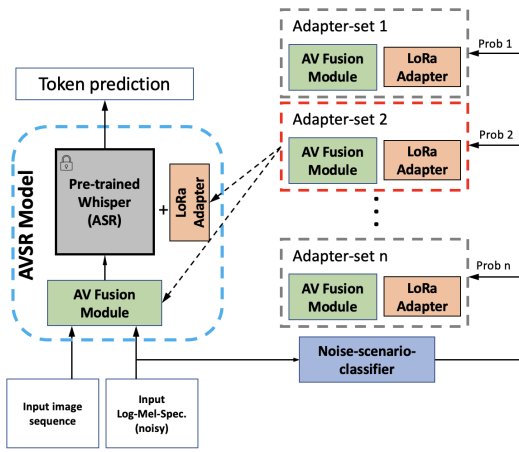 Token prediction
AVSR Model
Pre-trained
Whisper
(ASR)
+
LoRa
Adapter
AV Fusion
Module
Input image
sequence
Input
Log-Mel-Spec.
(noisy)
Adapter-set 1
AV Fusion
Module
LoRa
Adapter
Prob 1
Adapter-set 2
AV Fusion
Module
LoRa
Adapter
Prob 2
Adapter-set n
AV Fusion
Module
LoRa
Adapter
Prob n
Noise-scenario-
classifier